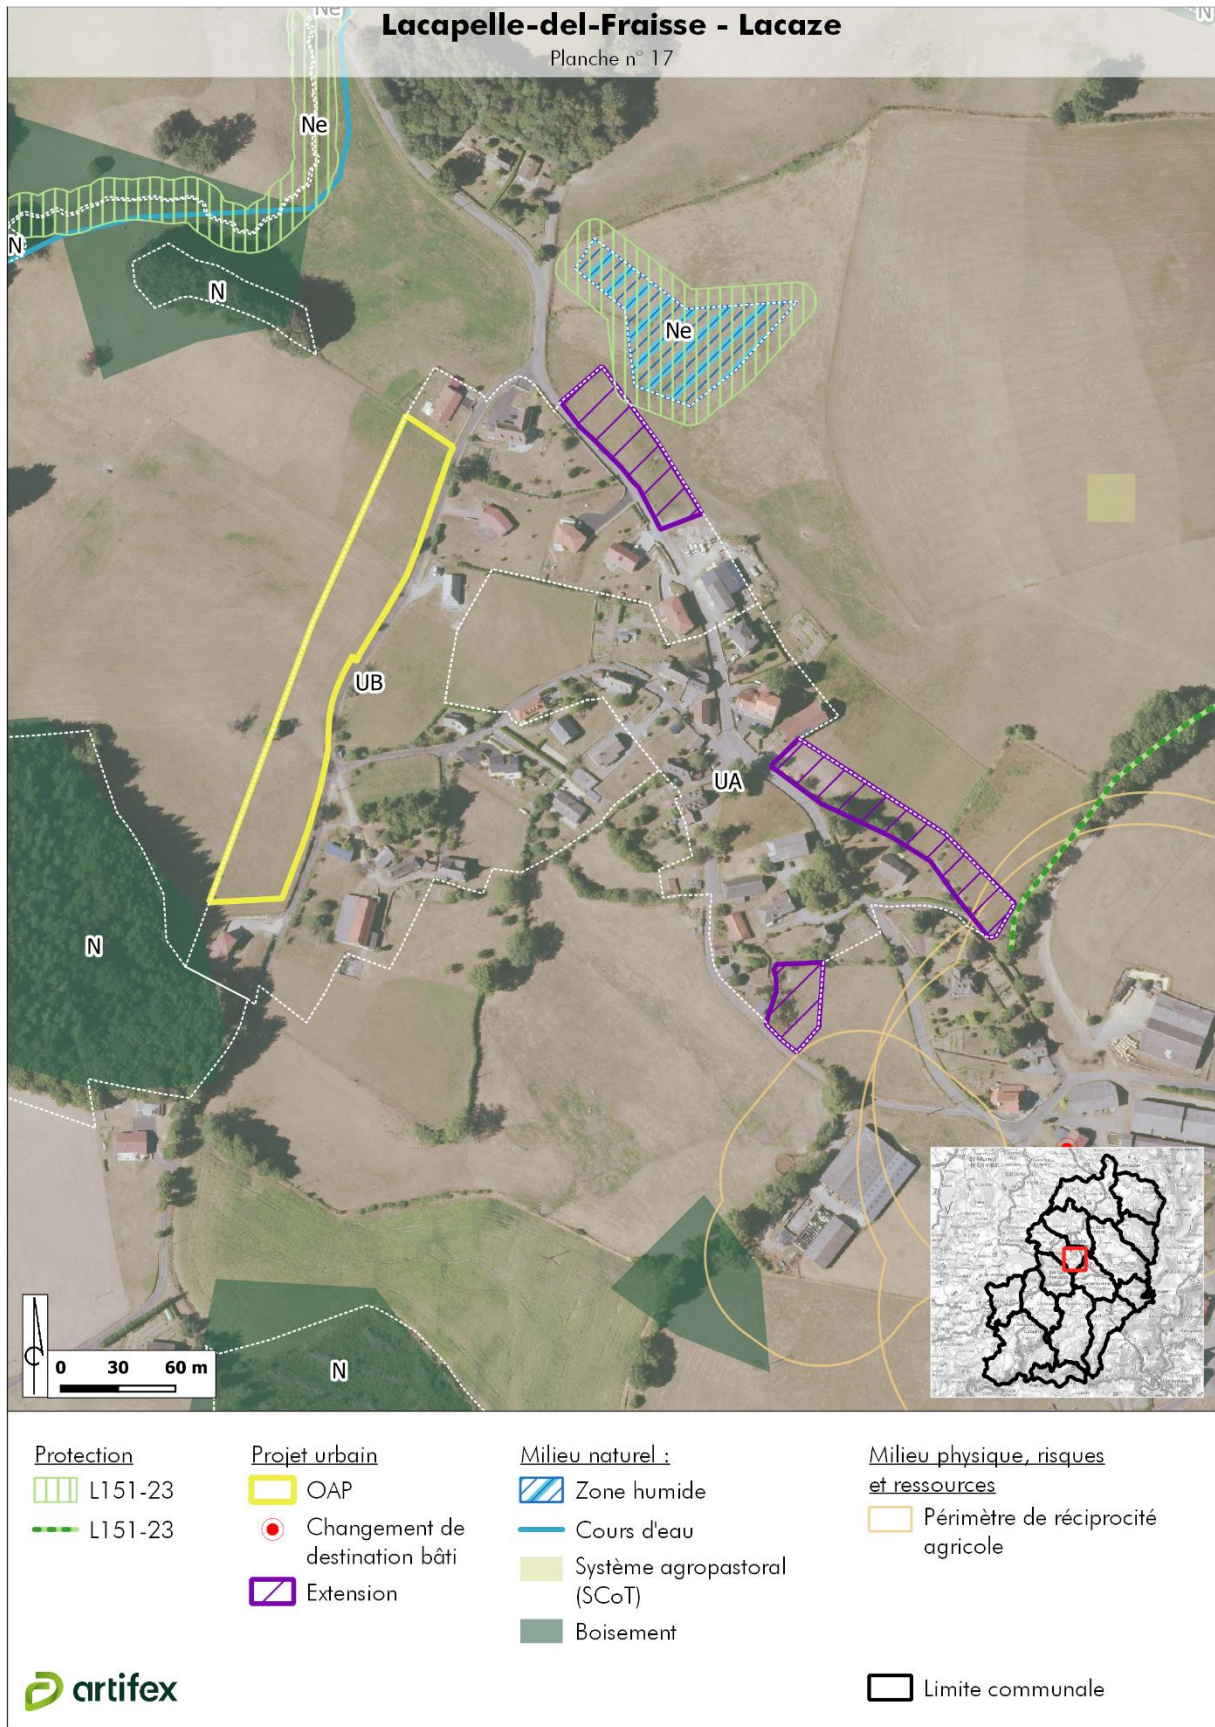 Lacapelle-del-Fraisse - Lacaze
Planche n° 17
Ne
N
Ne
N
N
Ne
UB
UA
N
N
0 30 60 m
Protection
L151-23
L151-23
Projet urbain
OAP
Changement de
destination bâti
Extension
Milieu naturel :
Zone humide
Cours d'eau
Système agropastoral
(SCoT)
Boisement
Milieu physique, risques
et ressources
Périmètre de réciprocité
agricole
Limite communale
artifex